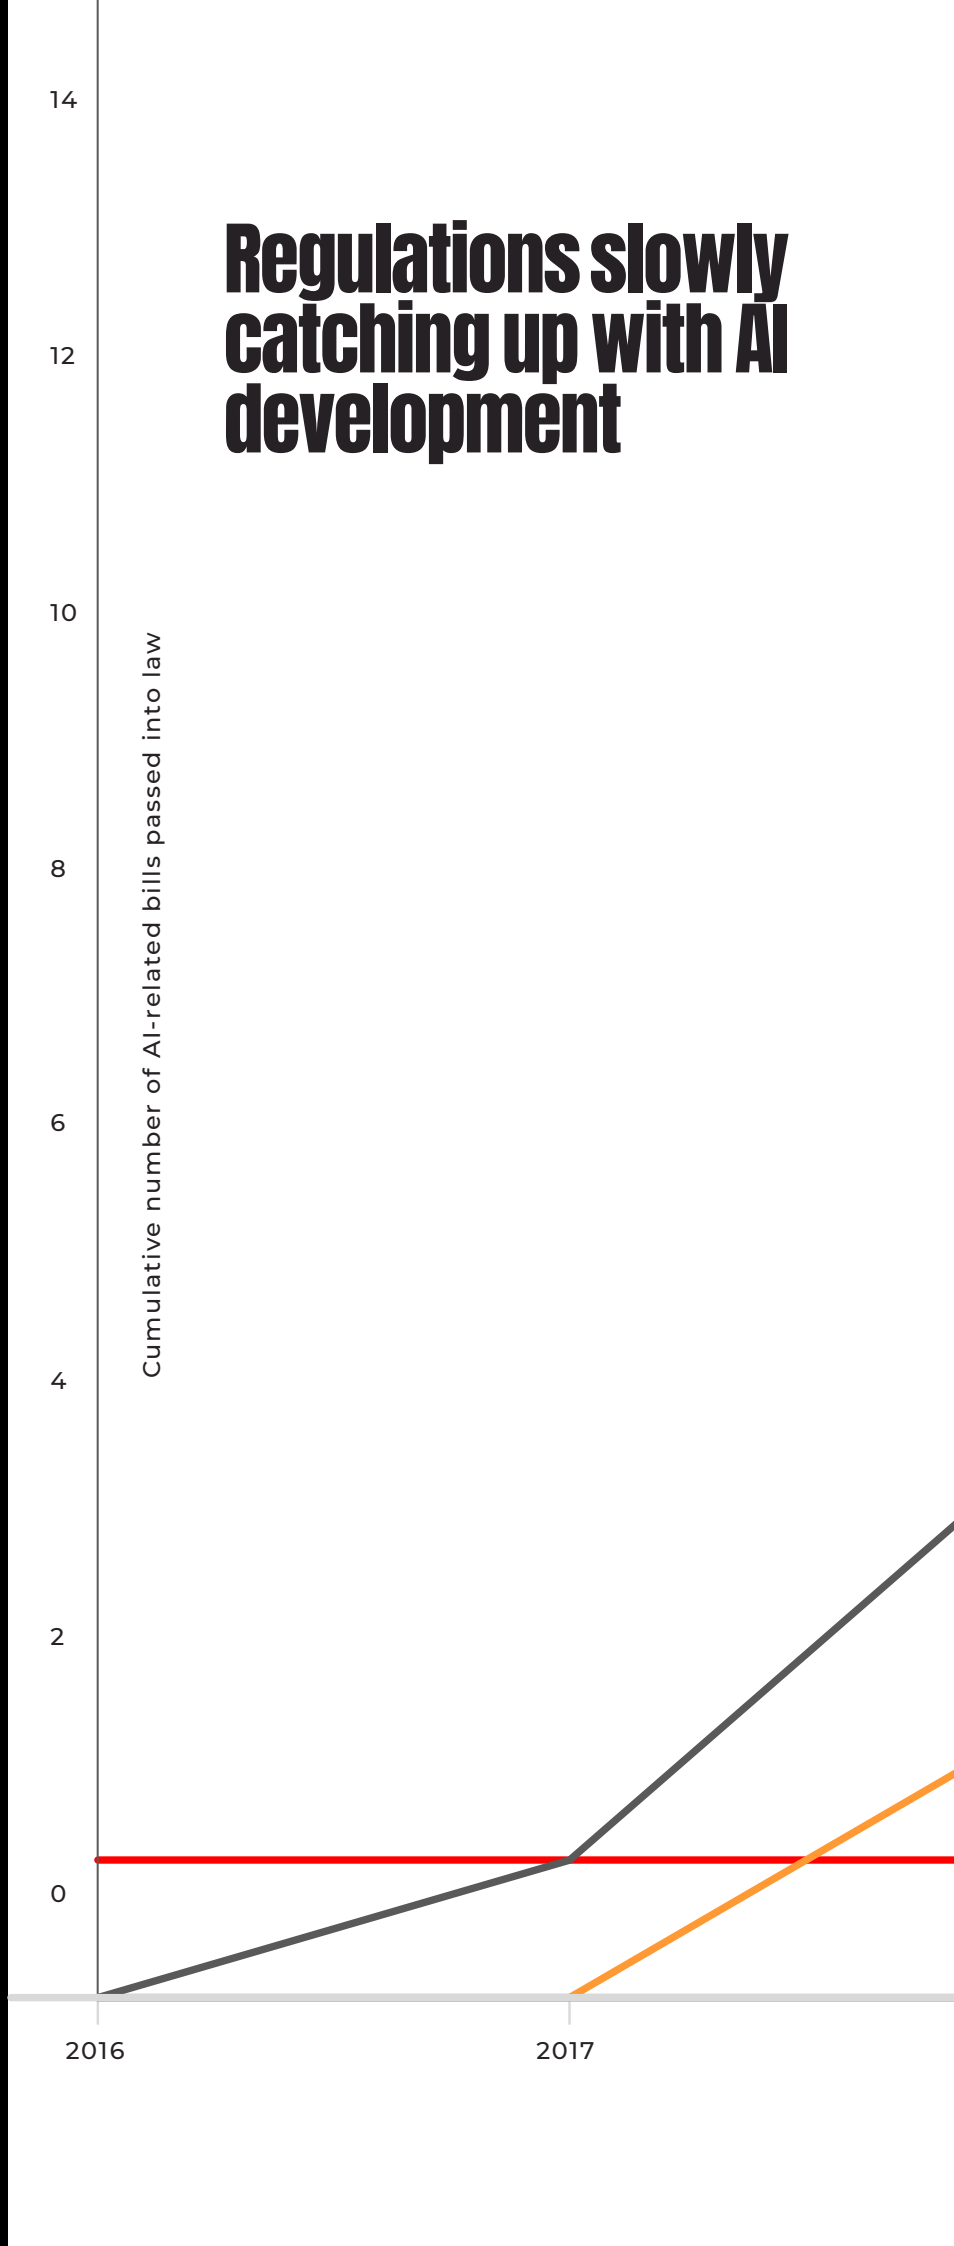 14
Regulations slowly
catching up with AI
development
12
10
Cumulative number of AI-related bills passed into law
8
6
4
2
0
2016
2017